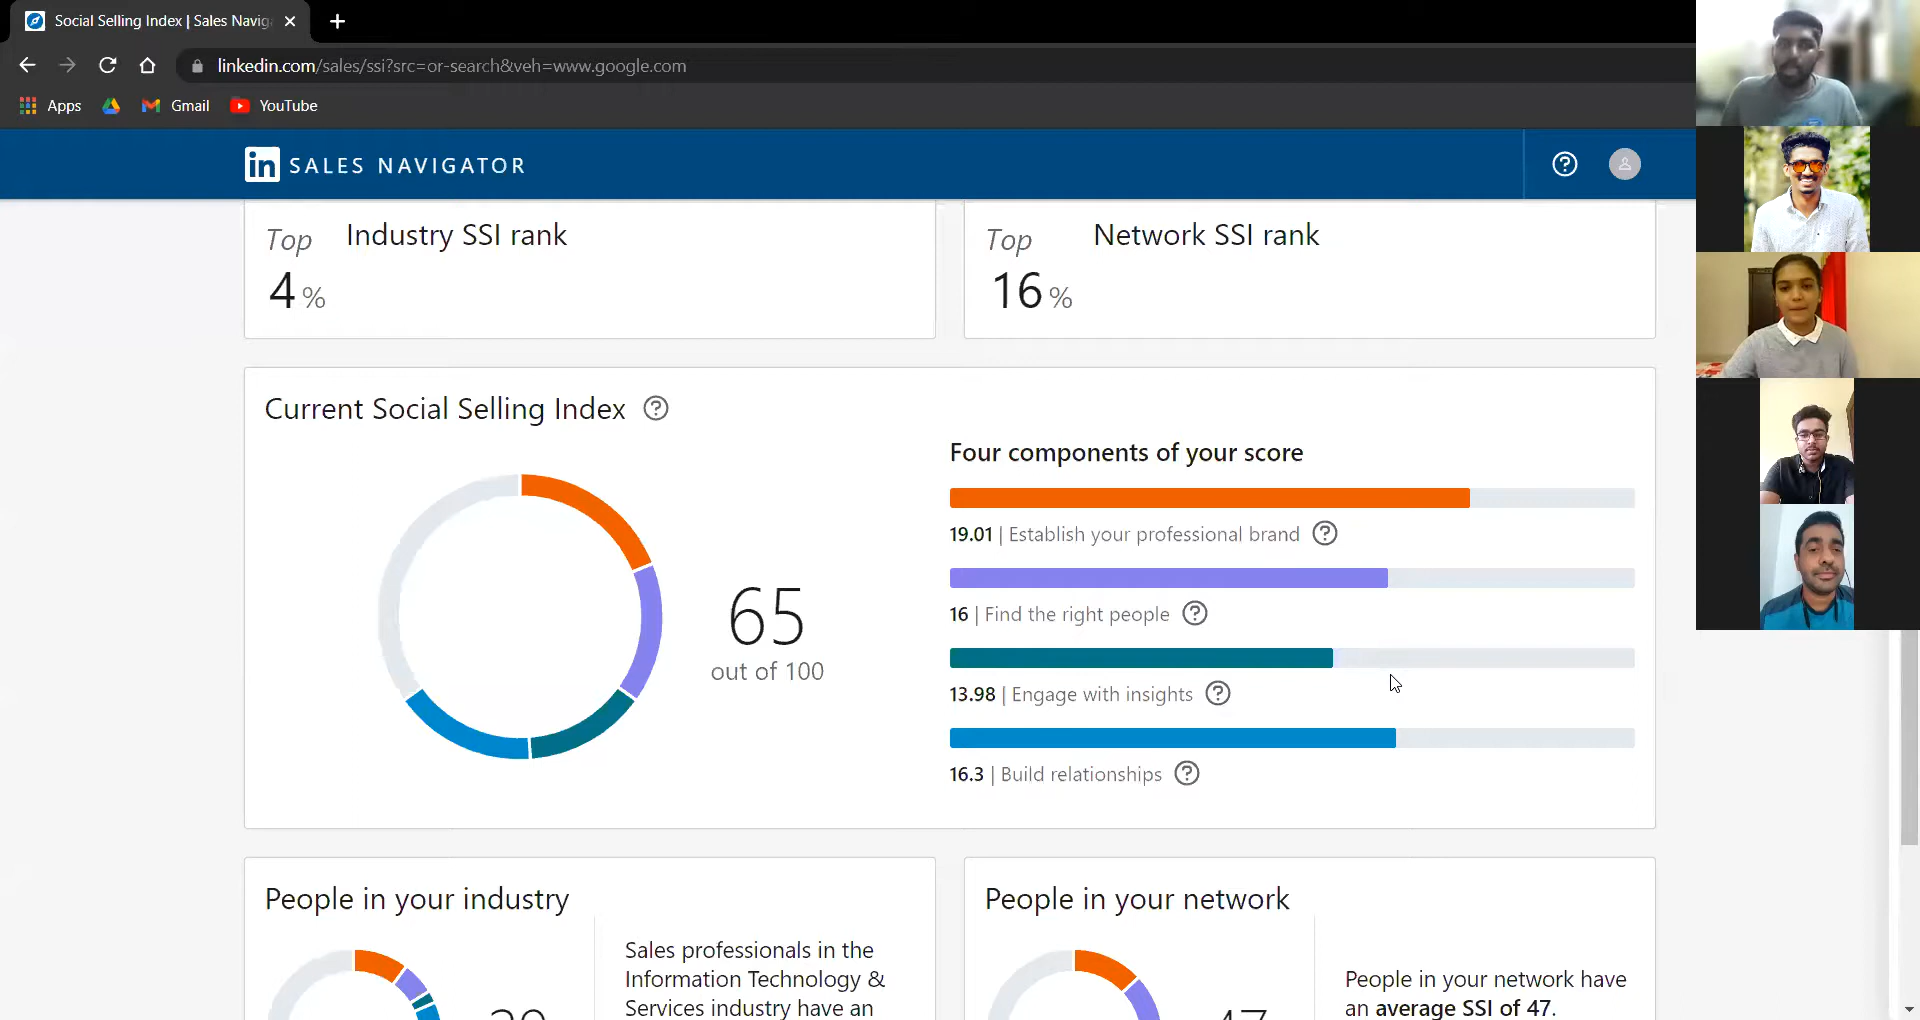 Social Selling Index | Sales Navig
linkedin.com/sales/ssi?src=or-search&veh=www.google.com
Apps
Gmail
YouTube
in SALES NAVIGATOR
Top
4 %
Industry SSI rank
Top
16 %
Network SSI rank
Current Social Selling Index
65
out of 100
Four components of your score
19.01 | Establish your professional brand
16 | Find the right people
13.98 | Engage with insights
16.3 | Build relationships
People in your industry
Sales professionals in the
Information Technology &
Services industry have an
People in your network
47
People in your network have
an average SSI of 47.